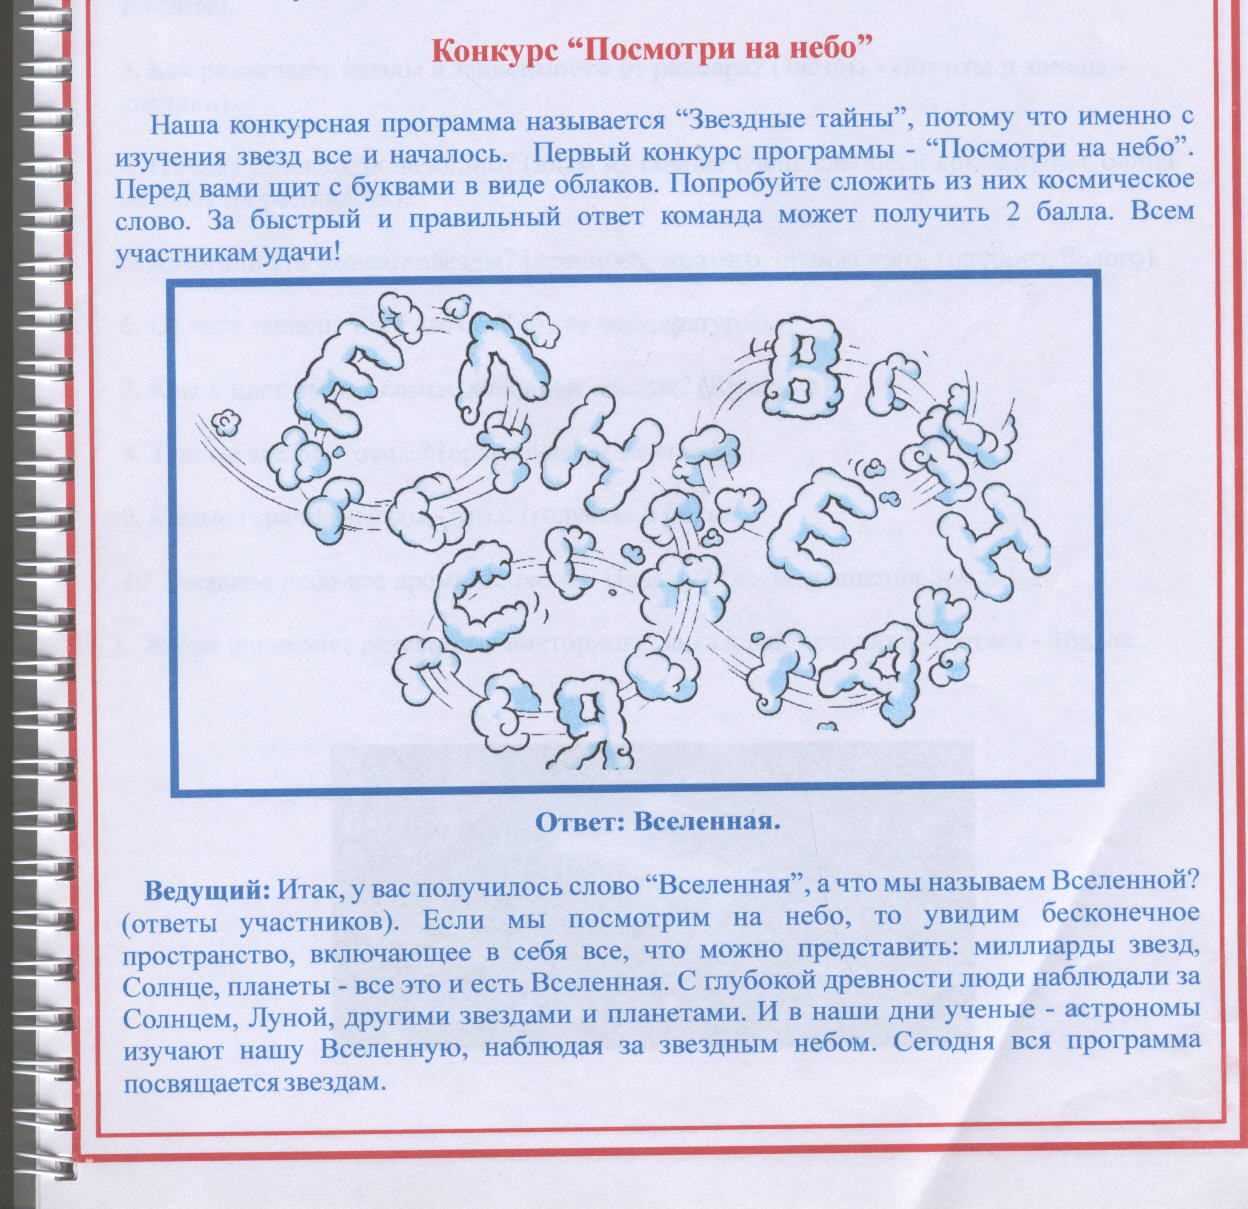 Конкурс “Посмотри на небо”
Наша конкурсная программа называется “Звездные тайны”, потому что именно с
изучения звезд все и началось. Первый конкурс программы - “Посмотри на небо”.
Перед вами щит с буквами в виде облаков. Попробуйте сложить из них космическое
слово. За быстрый и правильный ответ команда может получить 2 балла. Всем
участникам удачи!
Е Л Н В Е Н С А Я
Ответ: Вселенная.
Ведущий: Итак, у вас получилось слово “Вселенная”, а что мы называем Вселенной?
(ответы участников). Если мы посмотрим на небо, то увидим бесконечное
пространство, включающее в себя все, что можно представить: миллиарды звезд,
Солнце, планеты - все это и есть Вселенная. С глубокой древности люди наблюдали за
Солнцем, Луной, другими звездами и планетами. И в наши дни ученые - астрономы
изучают нашу Вселенную, наблюдая за звездным небом. Сегодня вся программа
посвящается звездам.